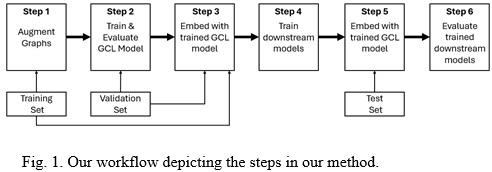 Step 1
Augment
Graphs
Step 2
Train &
Evaluate
GCL Model
Step 3
Embed with
trained GCL
model
Step 4
Train
downstream
models
Step 5
Embed with
trained GCL
model
Step 6
Evaluate
trained
downstream
models
Training
Set
Validation
Set
Test
Set
Fig. 1. Our workflow depicting the steps in our method.